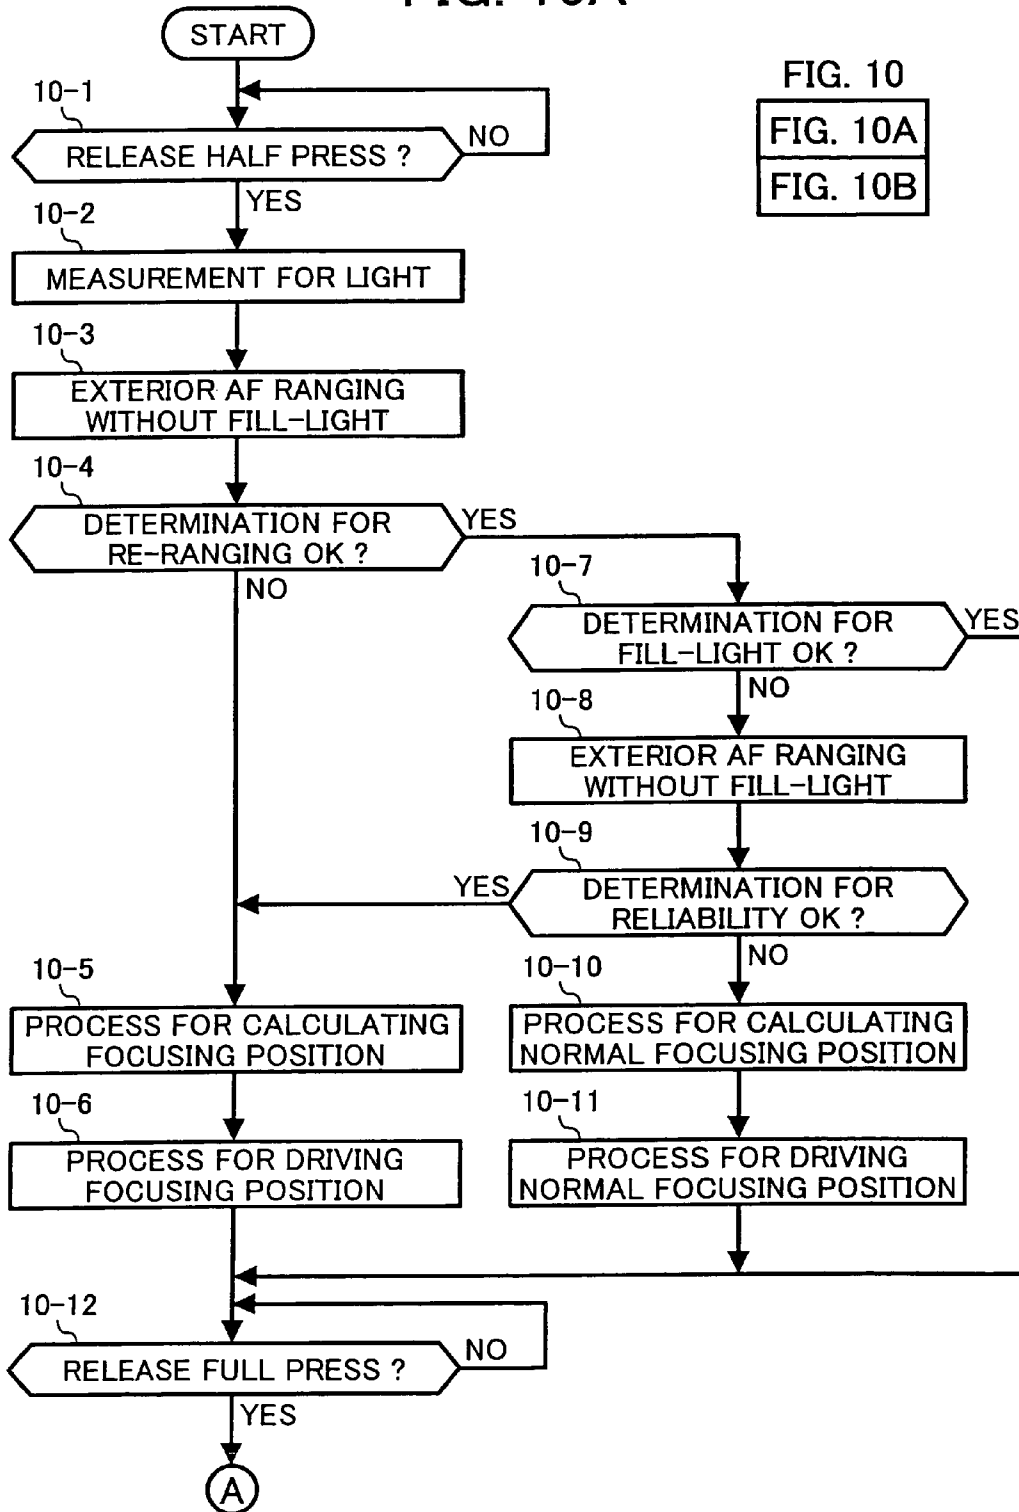 FIG. 10A
START
FIG. 10
FIG. 10A
FIG. 10B
10-1
RELEASE HALF PRESS ?
NO
YES
10-2
MEASUREMENT FOR LIGHT
10-3
EXTERIOR AF RANGING
WITHOUT FILL-LIGHT
10-4
DETERMINATION FOR
RE-RANGING OK ?
YES
NO
10-7
DETERMINATION FOR
FILL-LIGHT OK ?
YES
NO
10-8
EXTERIOR AF RANGING
WITHOUT FILL-LIGHT
10-9
DETERMINATION FOR
RELIABILITY OK ?
YES
NO
10-5
PROCESS FOR CALCULATING
FOCUSING POSITION
10-10
PROCESS FOR CALCULATING
NORMAL FOCUSING POSITION
10-6
PROCESS FOR DRIVING
FOCUSING POSITION
10-11
PROCESS FOR DRIVING
NORMAL FOCUSING POSITION
10-12
RELEASE FULL PRESS ?
NO
YES
A